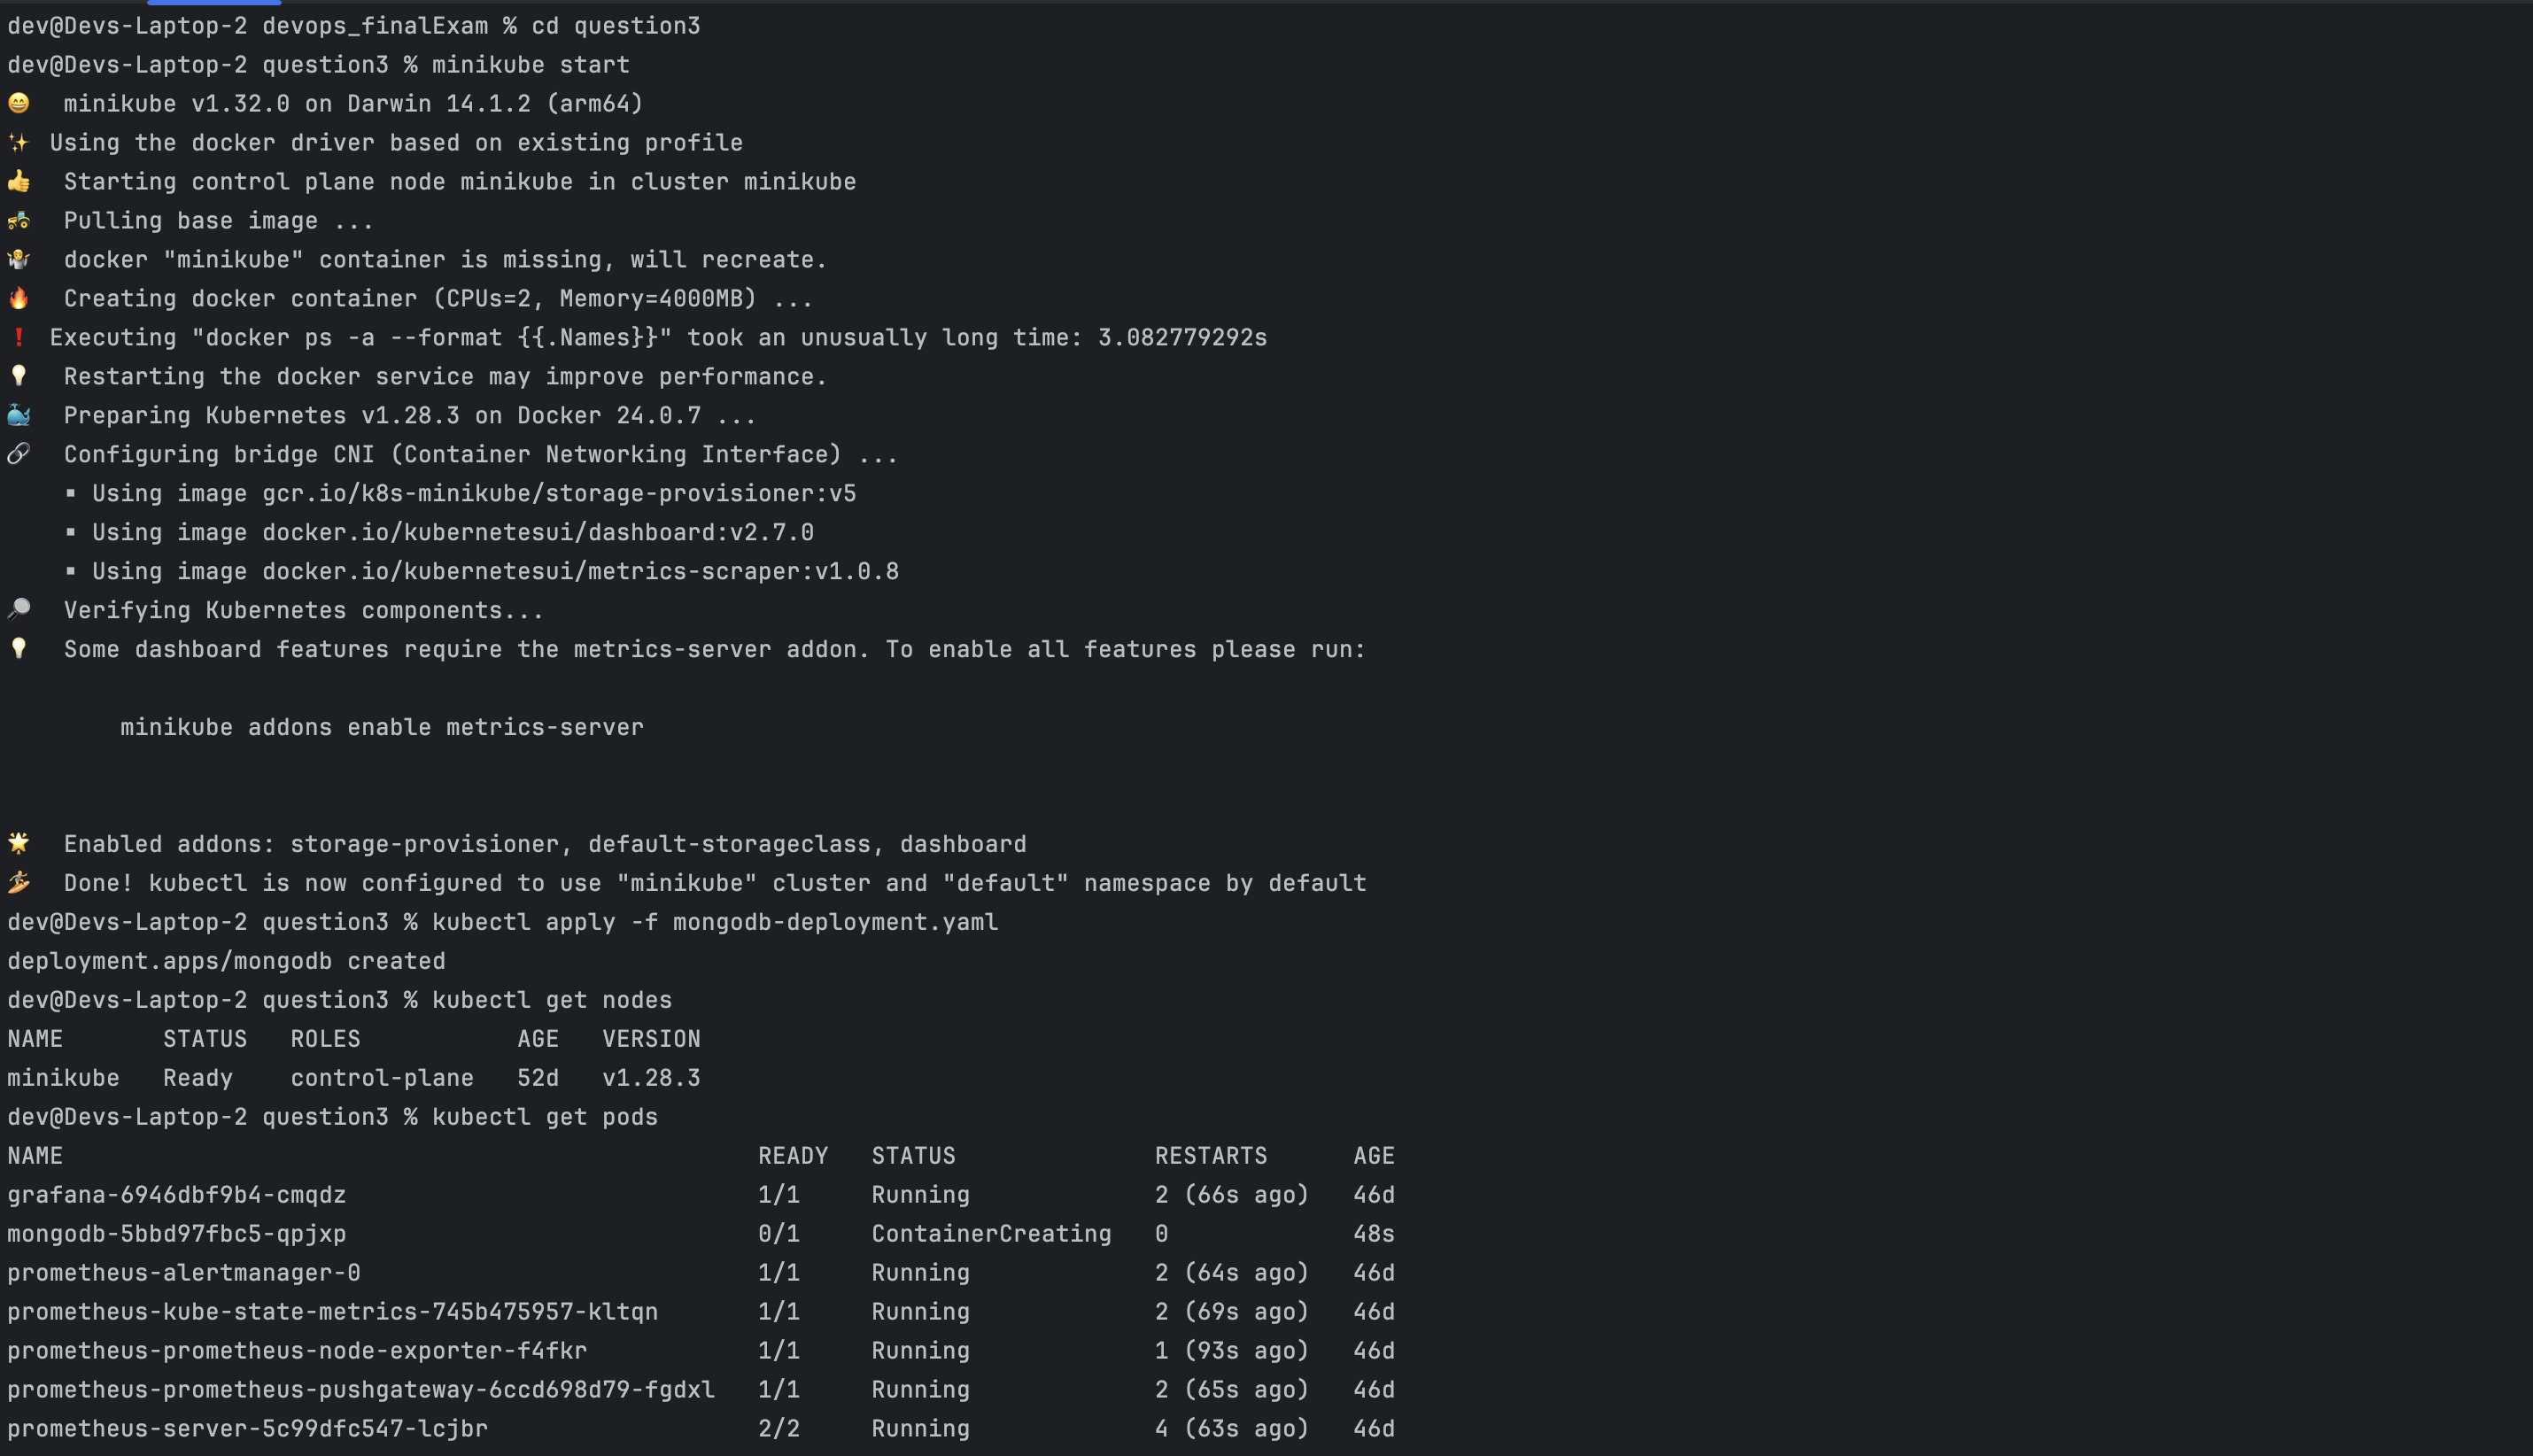 dev@Devs-Laptop-2 devops_finalExam % cd question3
dev@Devs-Laptop-2 question3 % minikube start
😄  minikube v1.32.0 on Darwin 14.1.2 (arm64)
✨  Using the docker driver based on existing profile
👍  Starting control plane node minikube in cluster minikube
🚜  Pulling base image ...
🤷  docker "minikube" container is missing, will recreate.
🔥  Creating docker container (CPUs=2, Memory=4000MB) ...
❗  Executing "docker ps -a --format {{.Names}}" took an unusually long time: 3.082779292s
💡  Restarting the docker service may improve performance.
🐳  Preparing Kubernetes v1.28.3 on Docker 24.0.7 ...
🔗  Configuring bridge CNI (Container Networking Interface) ...
    ▪ Using image gcr.io/k8s-minikube/storage-provisioner:v5
    ▪ Using image docker.io/kubernetesui/dashboard:v2.7.0
    ▪ Using image docker.io/kubernetesui/metrics-scraper:v1.0.8
🔎  Verifying Kubernetes components...
💡  Some dashboard features require the metrics-server addon. To enable all features please run:
        minikube addons enable metrics-server
🌟  Enabled addons: storage-provisioner, default-storageclass, dashboard
🏄  Done! kubectl is now configured to use "minikube" cluster and "default" namespace by default
dev@Devs-Laptop-2 question3 % kubectl apply -f mongodb-deployment.yaml
deployment.apps/mongodb created
dev@Devs-Laptop-2 question3 % kubectl get nodes
NAME       STATUS   ROLES           AGE   VERSION
minikube   Ready    control-plane   52d   v1.28.3
dev@Devs-Laptop-2 question3 % kubectl get pods
NAME                                                 READY   STATUS              RESTARTS      AGE
grafana-6946dbf9b4-cmqdz                             1/1     Running             2 (66s ago)   46d
mongodb-5bbd97fbc5-qpjxp                             0/1     ContainerCreating   0             48s
prometheus-alertmanager-0                            1/1     Running             2 (64s ago)   46d
prometheus-kube-state-metrics-745b475957-kltqn       1/1     Running             2 (69s ago)   46d
prometheus-prometheus-node-exporter-f4fkr            1/1     Running             1 (93s ago)   46d
prometheus-prometheus-pushgateway-6ccd698d79-fgdxl   1/1     Running             2 (65s ago)   46d
prometheus-server-5c99dfc547-lcjbr                   2/2     Running             4 (63s ago)   46d